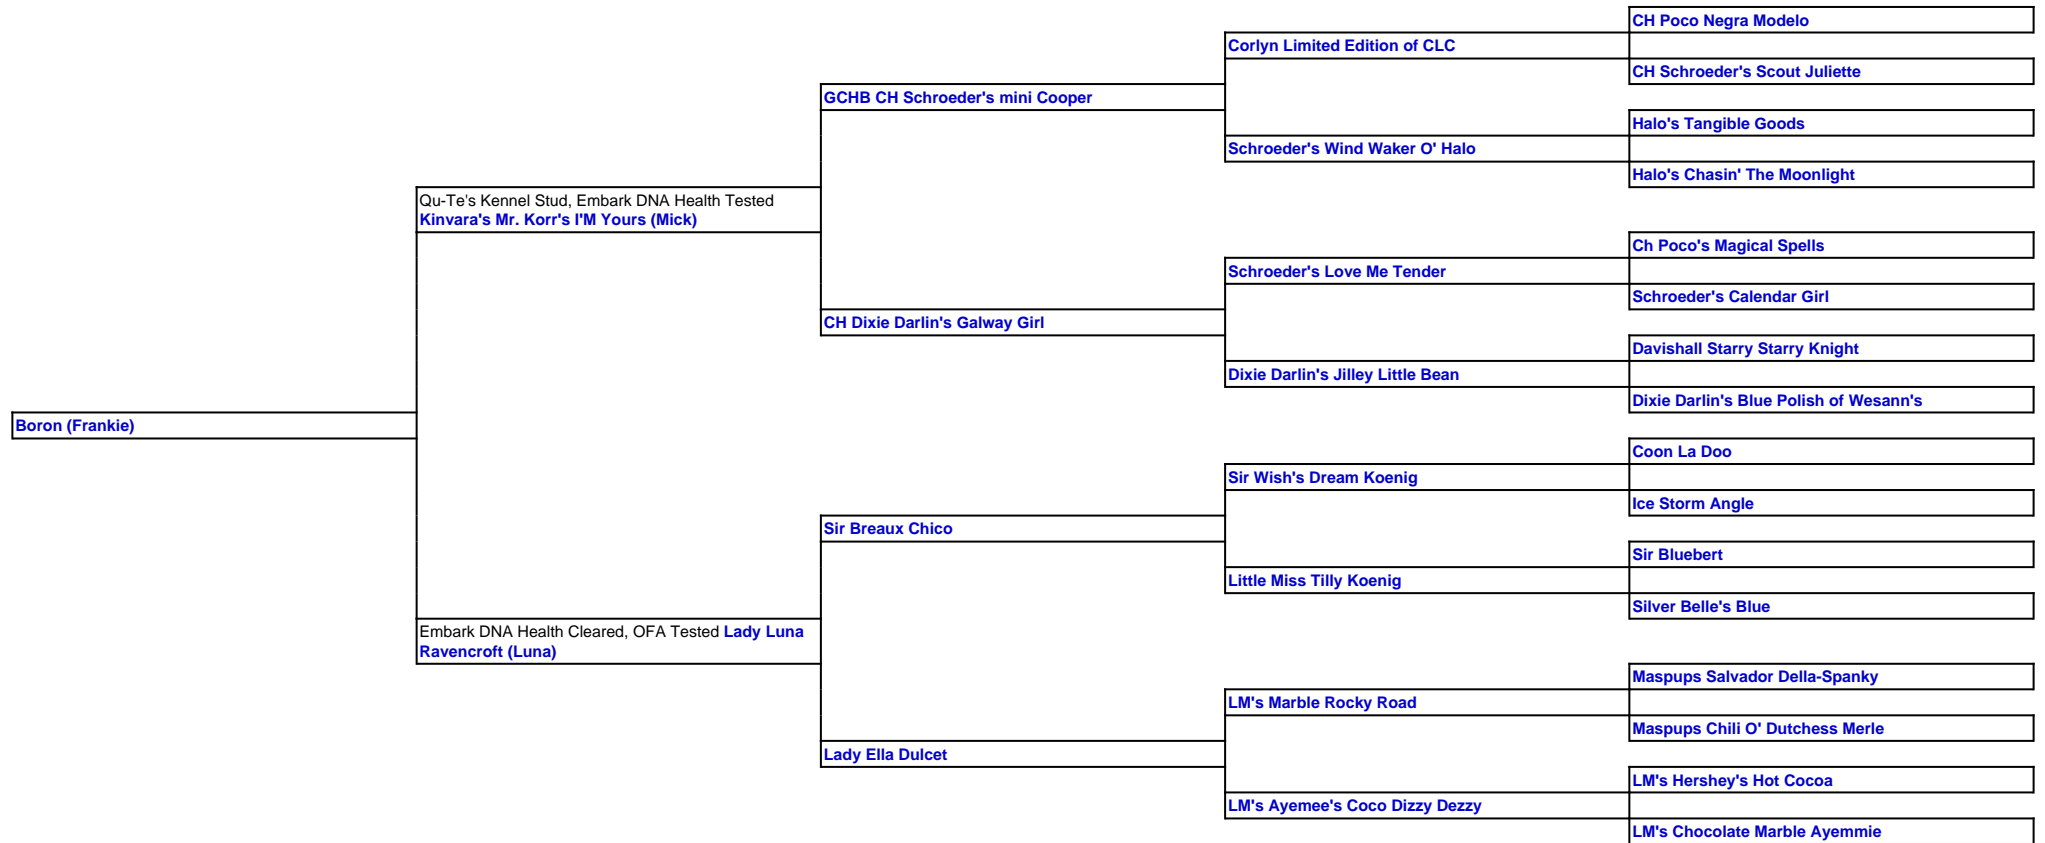 CH Poco Negra Modelo
Corlyn Limited Edition of CLC
CH Schroeder's Scout Juliette
GCHB CH Schroeder's mini Cooper
Halo's Tangible Goods
Schroeder's Wind Waker O' Halo
Halo's Chasin' The Moonlight
Qu-Te's Kennel Stud, Embark DNA Health Tested
Kinvara's Mr. Korr's I'M Yours (Mick)
Ch Poco's Magical Spells
Schroeder's Love Me Tender
Schroeder's Calendar Girl
CH Dixie Darlin's Galway Girl
Davishall Starry Starry Knight
Dixie Darlin's Jilley Little Bean
Dixie Darlin's Blue Polish of Wesann's
Boron (Frankie)
Coon La Doo
Sir Wish's Dream Koenig
Ice Storm Angle
Sir Breaux Chico
Sir Bluebert
Little Miss Tilly Koenig
Silver Belle's Blue
Embark DNA Health Cleared, OFA Tested Lady Luna
Ravencroft (Luna)
Maspups Salvador Della-Spanky
LM's Marble Rocky Road
Maspups Chili O' Dutchess Merle
Lady Ella Dulcet
LM's Hershey's Hot Cocoa
LM's Ayemee's Coco Dizzy Dezzy
LM's Chocolate Marble Ayemmie